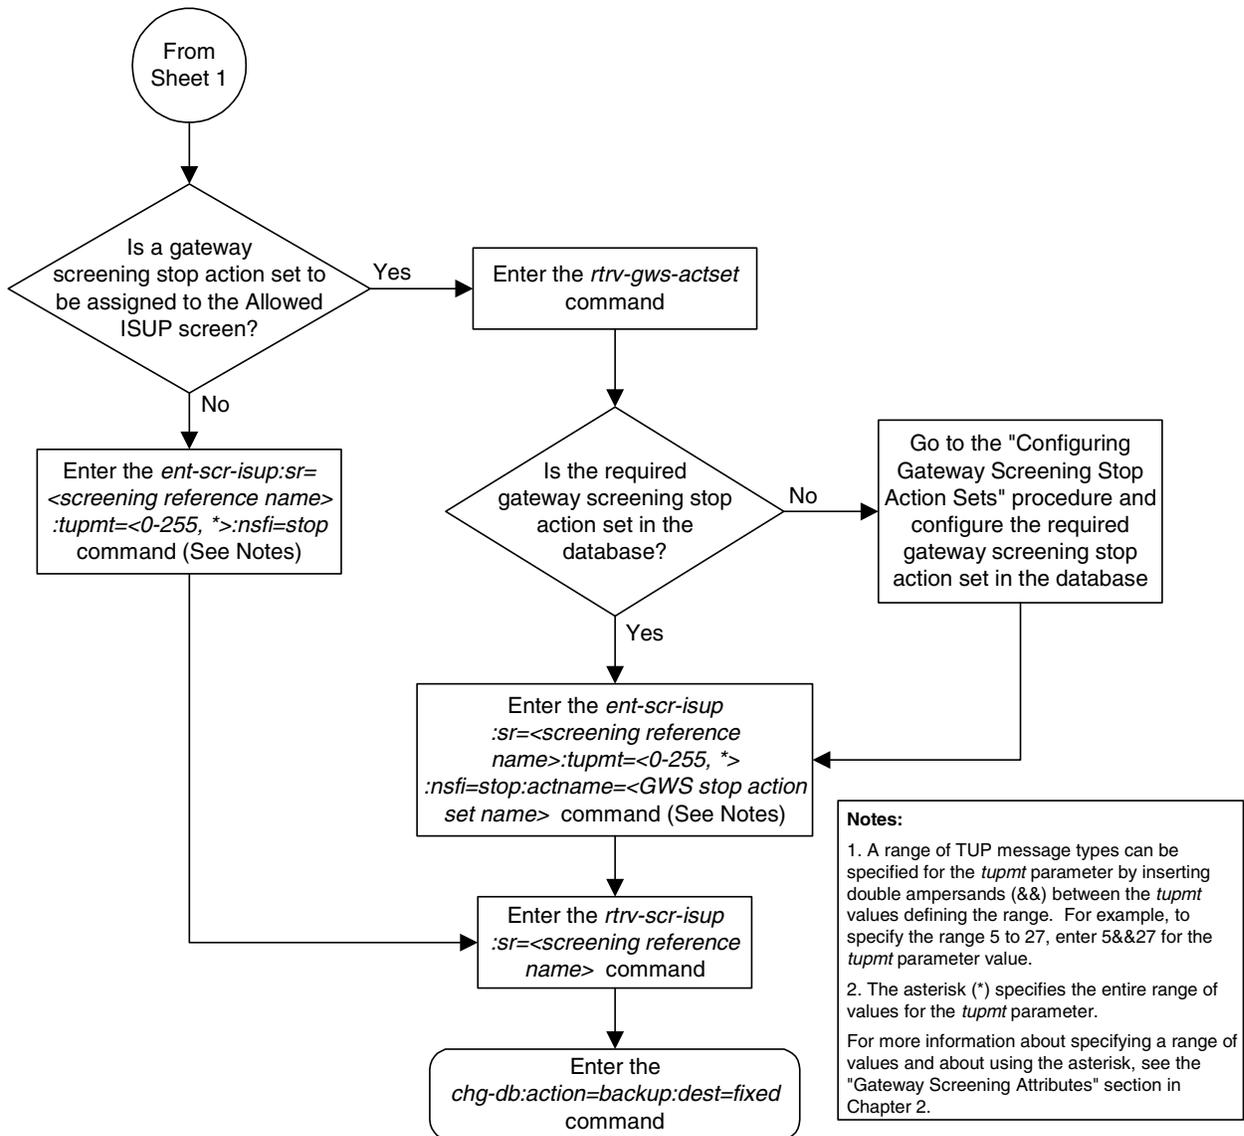 From
Sheet 1
Is a gateway
screening stop action set to
be assigned to the Allowed
ISUP screen?
Yes
Enter the rtrv-gws-actset
command
No
Enter the ent-scr-isup:sr=
<screening reference name>
:tupmt=<0-255, *>:nsfi=stop
command (See Notes)
Is the required
gateway screening stop
action set in the
database?
No
Go to the "Configuring
Gateway Screening Stop
Action Sets" procedure and
configure the required
gateway screening stop
action set in the database
Yes
Enter the ent-scr-isup
:sr=<screening reference
name>:tupmt=<0-255, *>
:nsfi=stop:actname=<GWS stop action
set name> command (See Notes)
Enter the rtrv-scr-isup
:sr=<screening reference
name> command
Enter the
chg-db:action=backup:dest=fixed
command
Notes:
1. A range of TUP message types can be
specified for the tupmt parameter by inserting
double ampersands (&&) between the tupmt
values defining the range. For example, to
specify the range 5 to 27, enter 5&&27 for the
tupmt parameter value.
2. The asterisk (*) specifies the entire range of
values for the tupmt parameter.
For more information about specifying a range of
values and about using the asterisk, see the
"Gateway Screening Attributes" section in
Chapter 2.